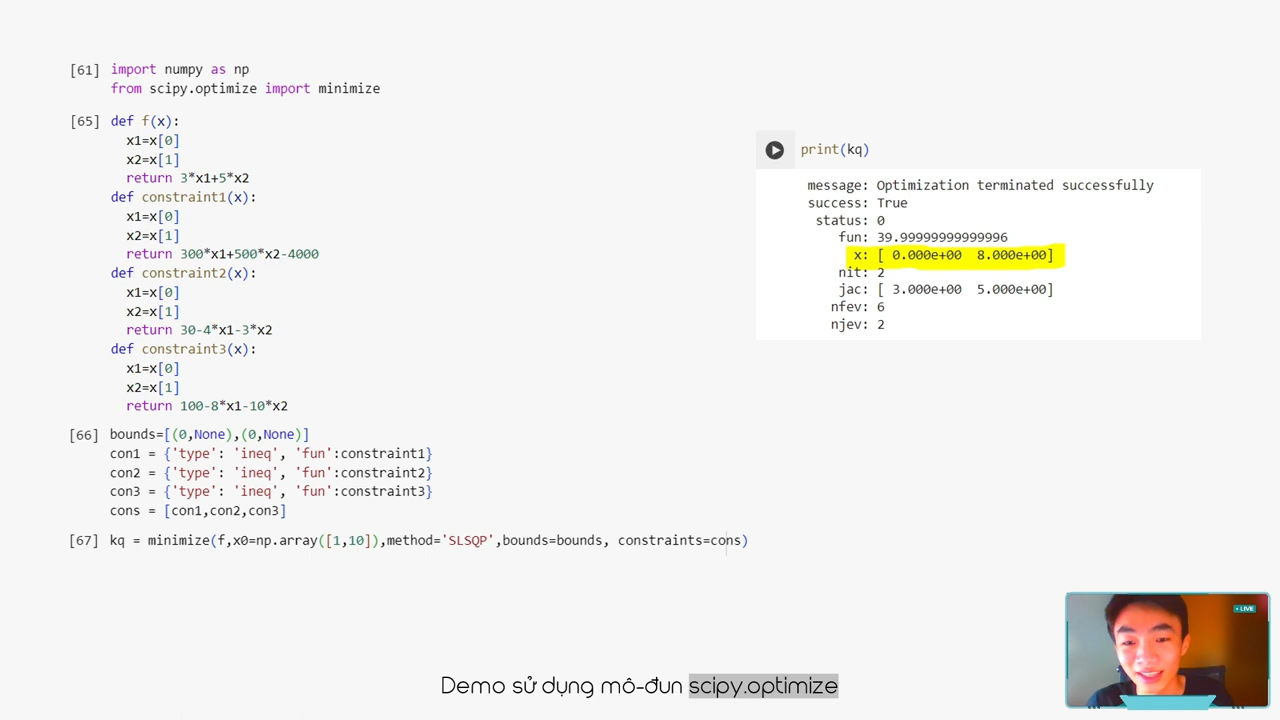 [61] import numpy as np
from scipy.optimize import minimize
[65] def f(x):
x1=x[0]
x2=x[1]
return 3*x1+5*x2
def constraint1(x):
x1=x[0]
x2=x[1]
return 300*x1+500*x2-4000
def constraint2(x):
x1=x[0]
x2=x[1]
return 30-4*x1-3*x2
def constraint3(x):
x1=x[0]
x2=x[1]
return 100-8*x1-10*x2
[66] bounds=[(0,None),(0,None)]
con1 = {'type': 'ineq', 'fun':constraint1}
con2 = {'type': 'ineq', 'fun':constraint2}
con3 = {'type': 'ineq', 'fun':constraint3}
cons = [con1,con2,con3]
[67] kq = minimize(f,x0=np.array([1,10]),method='SLSQP',bounds=bounds, constraints=cons)
print(kq)
message: Optimization terminated successfully
success: True
status: 0
fun: 39.99999999999996
x: [ 0.000e+00 8.000e+00]
nit: 2
jac: [ 3.000e+00 5.000e+00]
nfev: 6
njev: 2
LIVE
Demo sử dụng mô-đun scipy.optimize